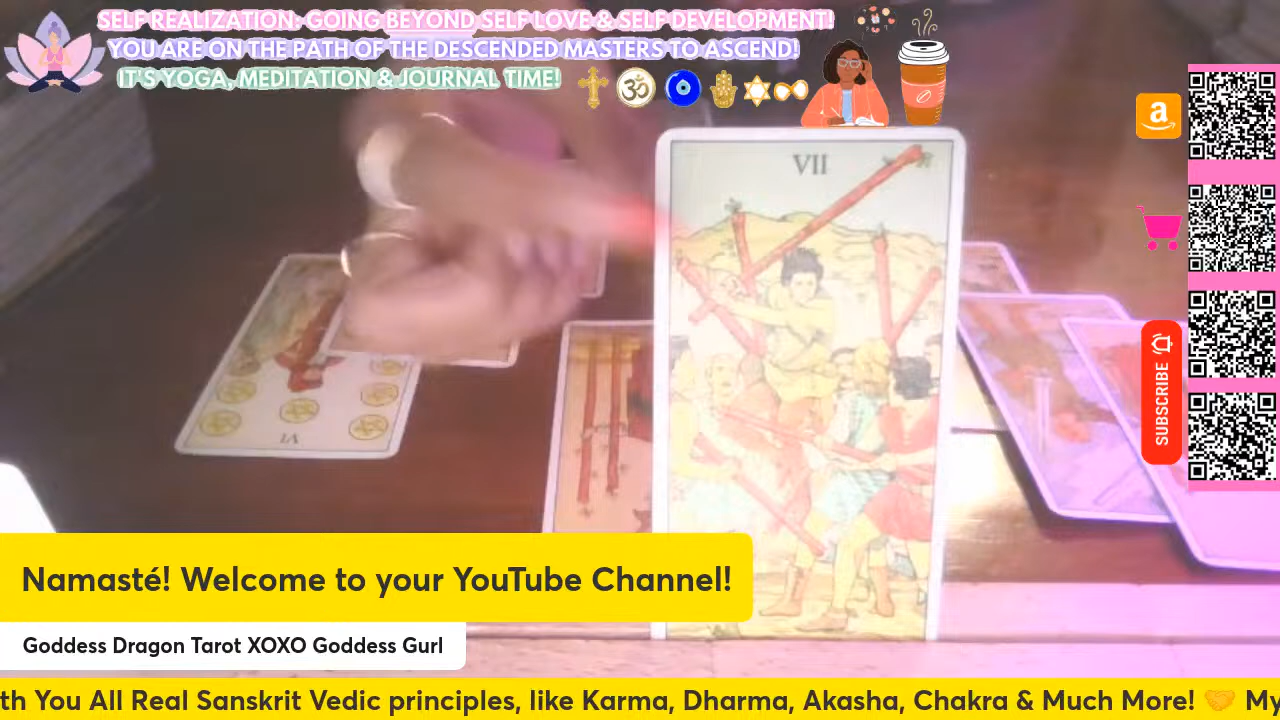 SELF REALIZATION; GOING BEYOND SELF LOVE & SELF DEVELOPMENT!
YOU ARE ON THE PATH OF THE DESCENDED MASTERS TO ASCEND!
IT'S YOGA, MEDITATION & JOURNAL TIME!
a
VII
SUBSCRIBE
VI
Namasté! Welcome to your YouTube Channel!
Goddess Dragon Tarot XOXO Goddess Gurl
th You All Real Sanskrit Vedic principles, like Karma, Dharma, Akasha, Chakra & Much More! 🤝 My